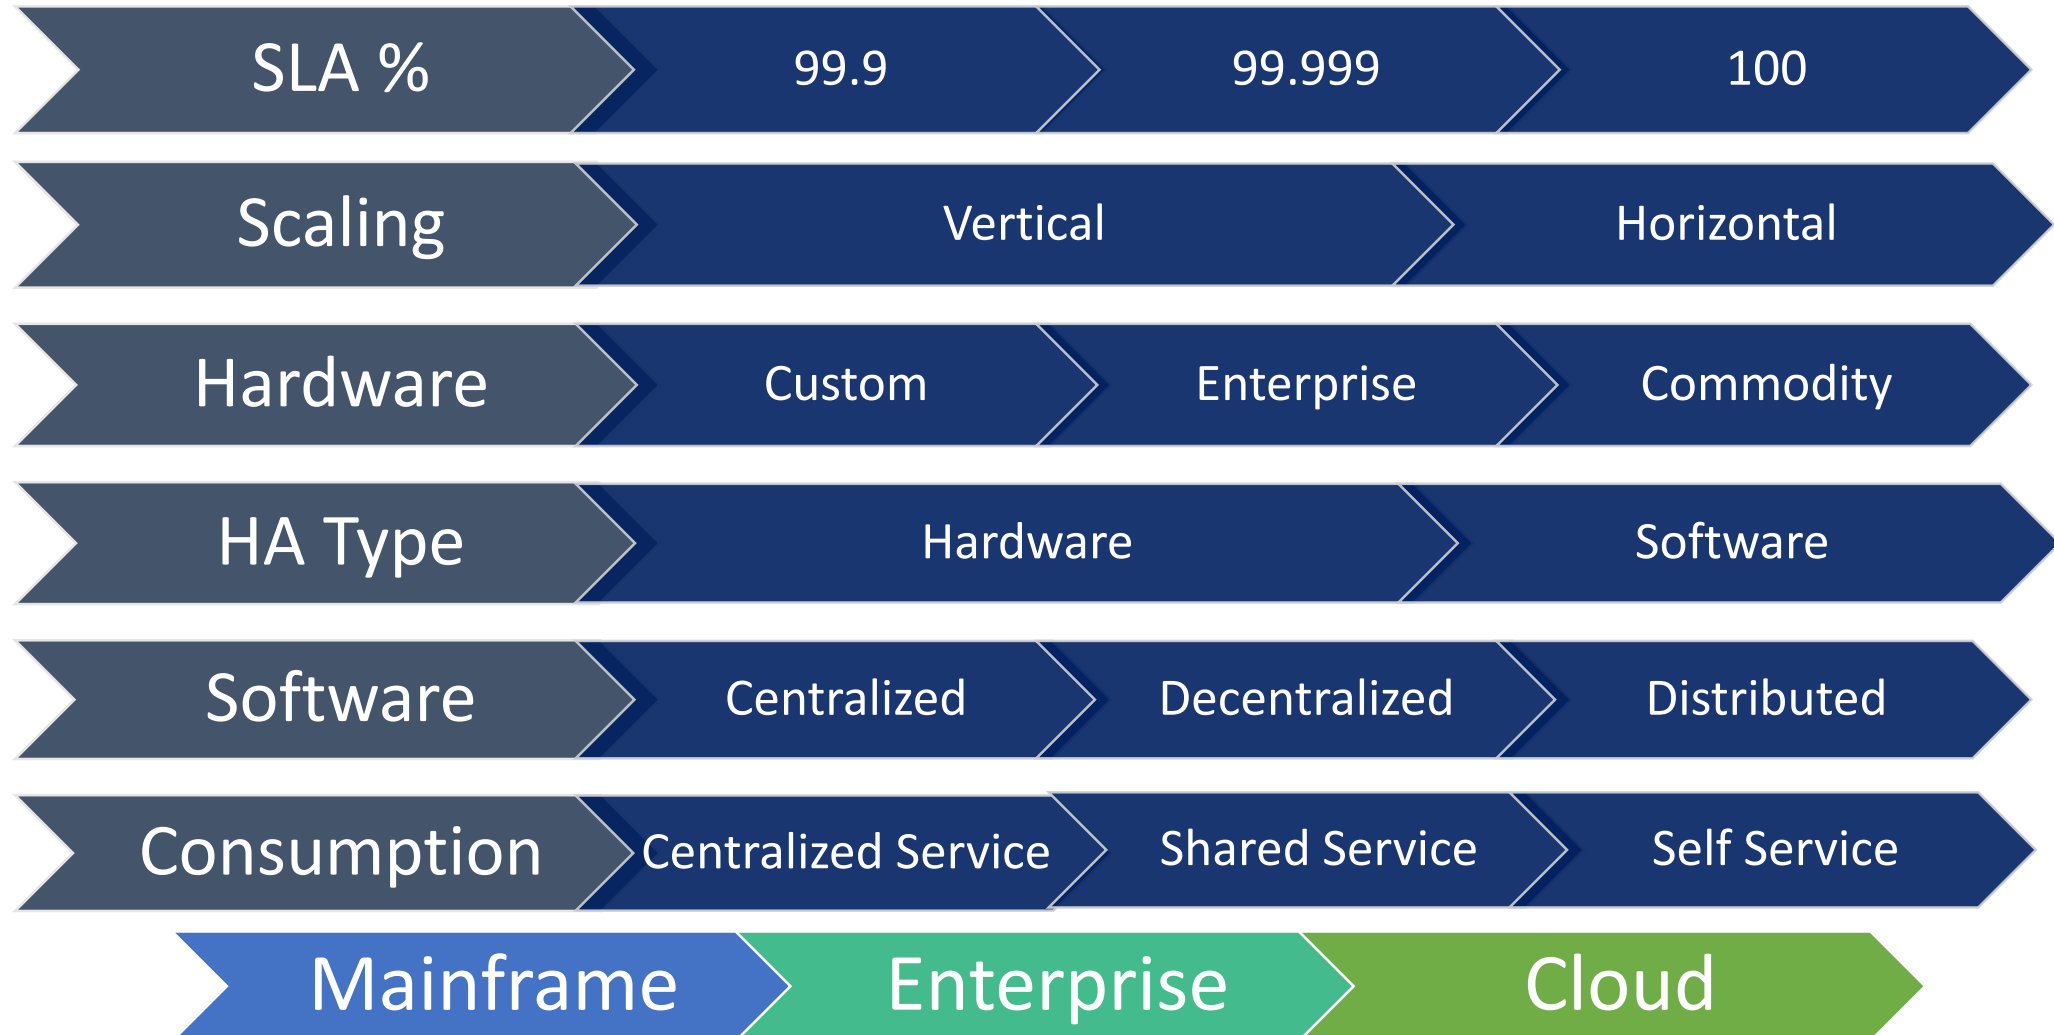 SLA % 99.9 99.999 100
Scaling Vertical Horizontal
Hardware Custom Enterprise Commodity
HA Type Hardware Software
Software Centralized Decentralized Distributed
Consumption Centralized Service Shared Service Self Service
Mainframe Enterprise Cloud